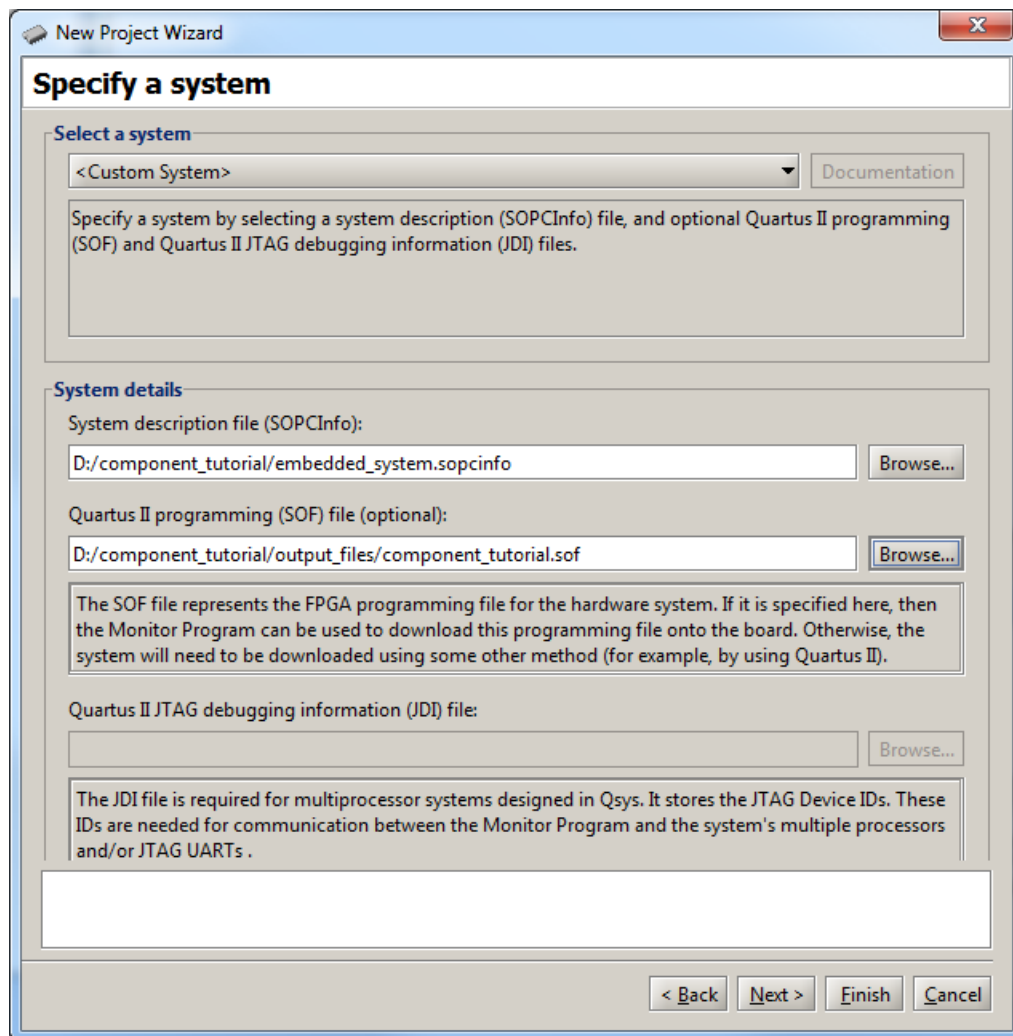 New Project Wizard
Specify a system
Select a system
<Custom System>
Documentation
Specify a system by selecting a system description (SOPCInfo) file, and optional Quartus II programming
(SOF) and Quartus II JTAG debugging information (JDI) files.
System details
System description file (SOPCInfo):
D:/component_tutorial/embedded_system.sopcinfo
Browse...
Quartus II programming (SOF) file (optional):
D:/component_tutorial/output_files/component_tutorial.sof
Browse...
The SOF file represents the FPGA programming file for the hardware system. If it is specified here, then
the Monitor Program can be used to download this programming file onto the board. Otherwise, the
system will need to be downloaded using some other method (for example, by using Quartus II).
Quartus II JTAG debugging information (JDI) file:
Browse...
The JDI file is required for multiprocessor systems designed in Qsys. It stores the JTAG Device IDs. These
IDs are needed for communication between the Monitor Program and the system's multiple processors
and/or JTAG UARTs .
< Back
Next >
Finish
Cancel